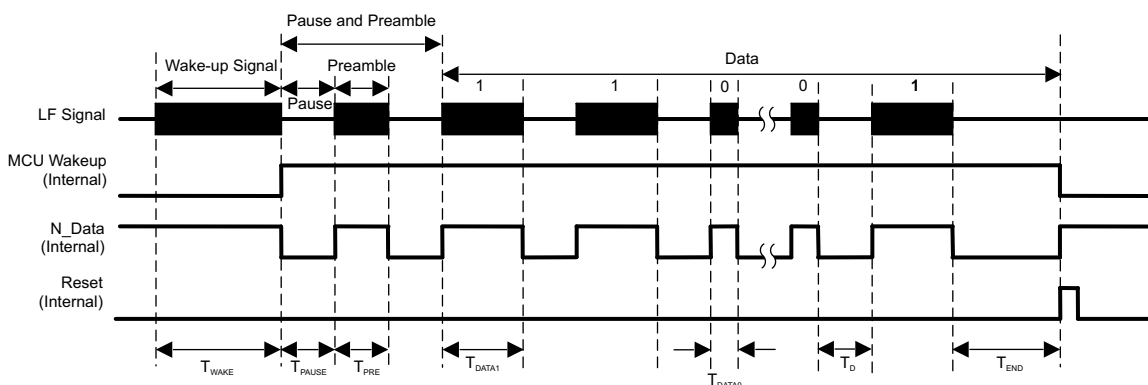 Pause and Preamble
Wake-up Signal
Preamble
Data
Pause
1
1
0
0
1
LF Signal
MCU Wakeup
(Internal)
N_Data
(Internal)
Reset
(Internal)
TWAKE
TPAUSE
TPRE
TDATA1
TDATA0
TD
TEND